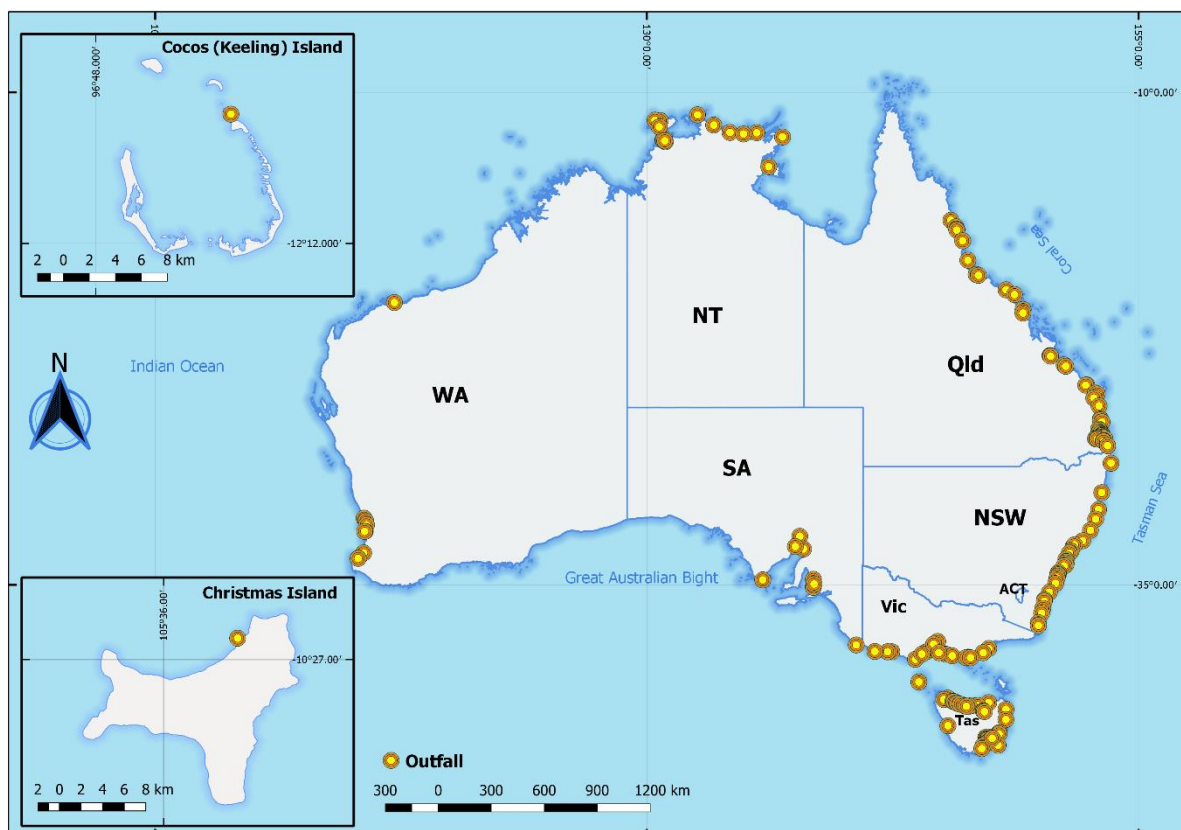 Cocos (Keeling) Island
96°48.000'
-12°12.000'
2 0 2 4 6 8 km
10
130°0.00'
155°0.00'
-10°0.00'
Coral Sea
NT
Qld
Indian Ocean
N
WA
SA
NSW
Tasman Sea
Great Australian Bight
ACT
-35°0.00'
Vic
Christmas Island
105°36.00'
-10°27.00'
2 0 2 4 6 8 km
Tas
Outfall
300 0 300 600 900 1200 km